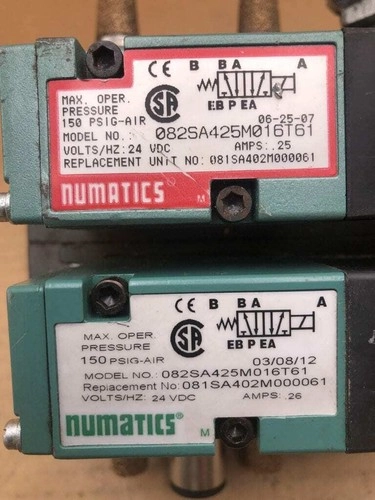 CE B B A A
MAX. OPER.
PRESSURE
150 PSIG-AIR
SA
EB P EA
06-25-07
MODEL NO.: 082SA425M016T61
VOLTS/HZ: 24 VDC AMPS: .25
REPLACEMENT UNIT NO: 081SA402M000061
NUMATICS
M
CE B B A A
MAX. OPER.
PRESSURE
150 PSIG-AIR
SA
EB P EA
03/08/12
MODEL NO.: 082SA425M016T61
Replacement No: 081SA402M000061
VOLTS/HZ: 24 VDC AMPS: .26
NUMATICS®
M